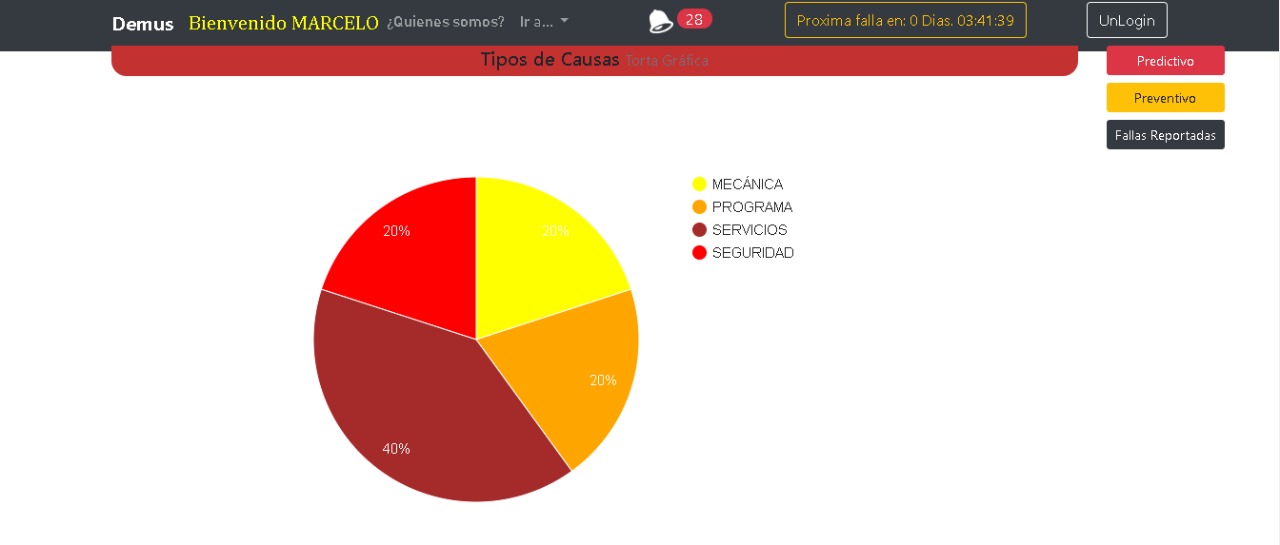 Demus Bienvenido MARCELO ¿Quienes somos? Ir a... 28 Proxima falla en: 0 Dias. 03:41:39 UnLogin
Tipos de Causas Torta Gráfica
Predictivo
Preventivo
Fallas Reportadas
MECÁNICA
PROGRAMA
SERVICIOS
SEGURIDAD
20%
20%
20%
40%